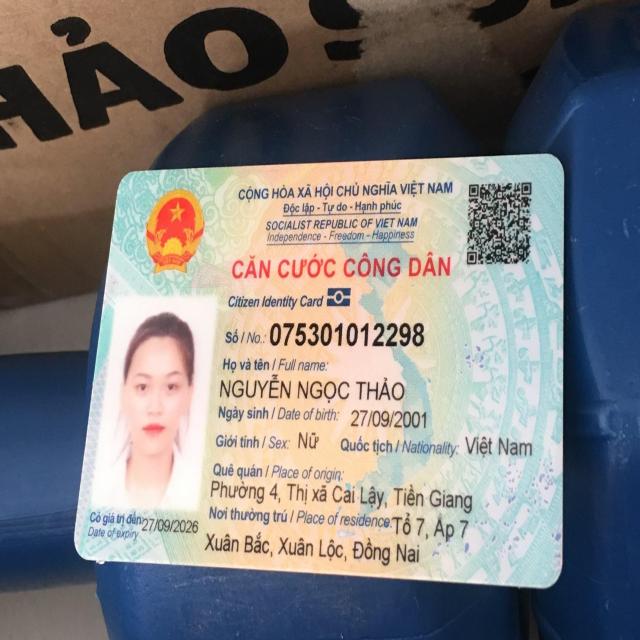 HẢO
CỘNG HÒA XÃ HỘI CHỦ NGHĨA VIỆT NAM
Độc lập - Tự do - Hạnh phúc
SOCIALIST REPUBLIC OF VIET NAM
Independence - Freedom - Happiness
CĂN CƯỚC CÔNG DÂN
Citizen Identity Card
Số / No.: 075301012298
Họ và tên / Full name:
NGUYỄN NGỌC THẢO
Ngày sinh / Date of birth: 27/09/2001
Giới tính / Sex: Nữ Quốc tịch / Nationality: Việt Nam
Quê quán / Place of origin:
Phường 4, Thị xã Cai Lậy, Tiền Giang
Nơi thường trú / Place of residence: Tổ 7, Ấp 7
Xuân Bắc, Xuân Lộc, Đồng Nai
Có giá trị đến: 27/09/2026
Date of expiry